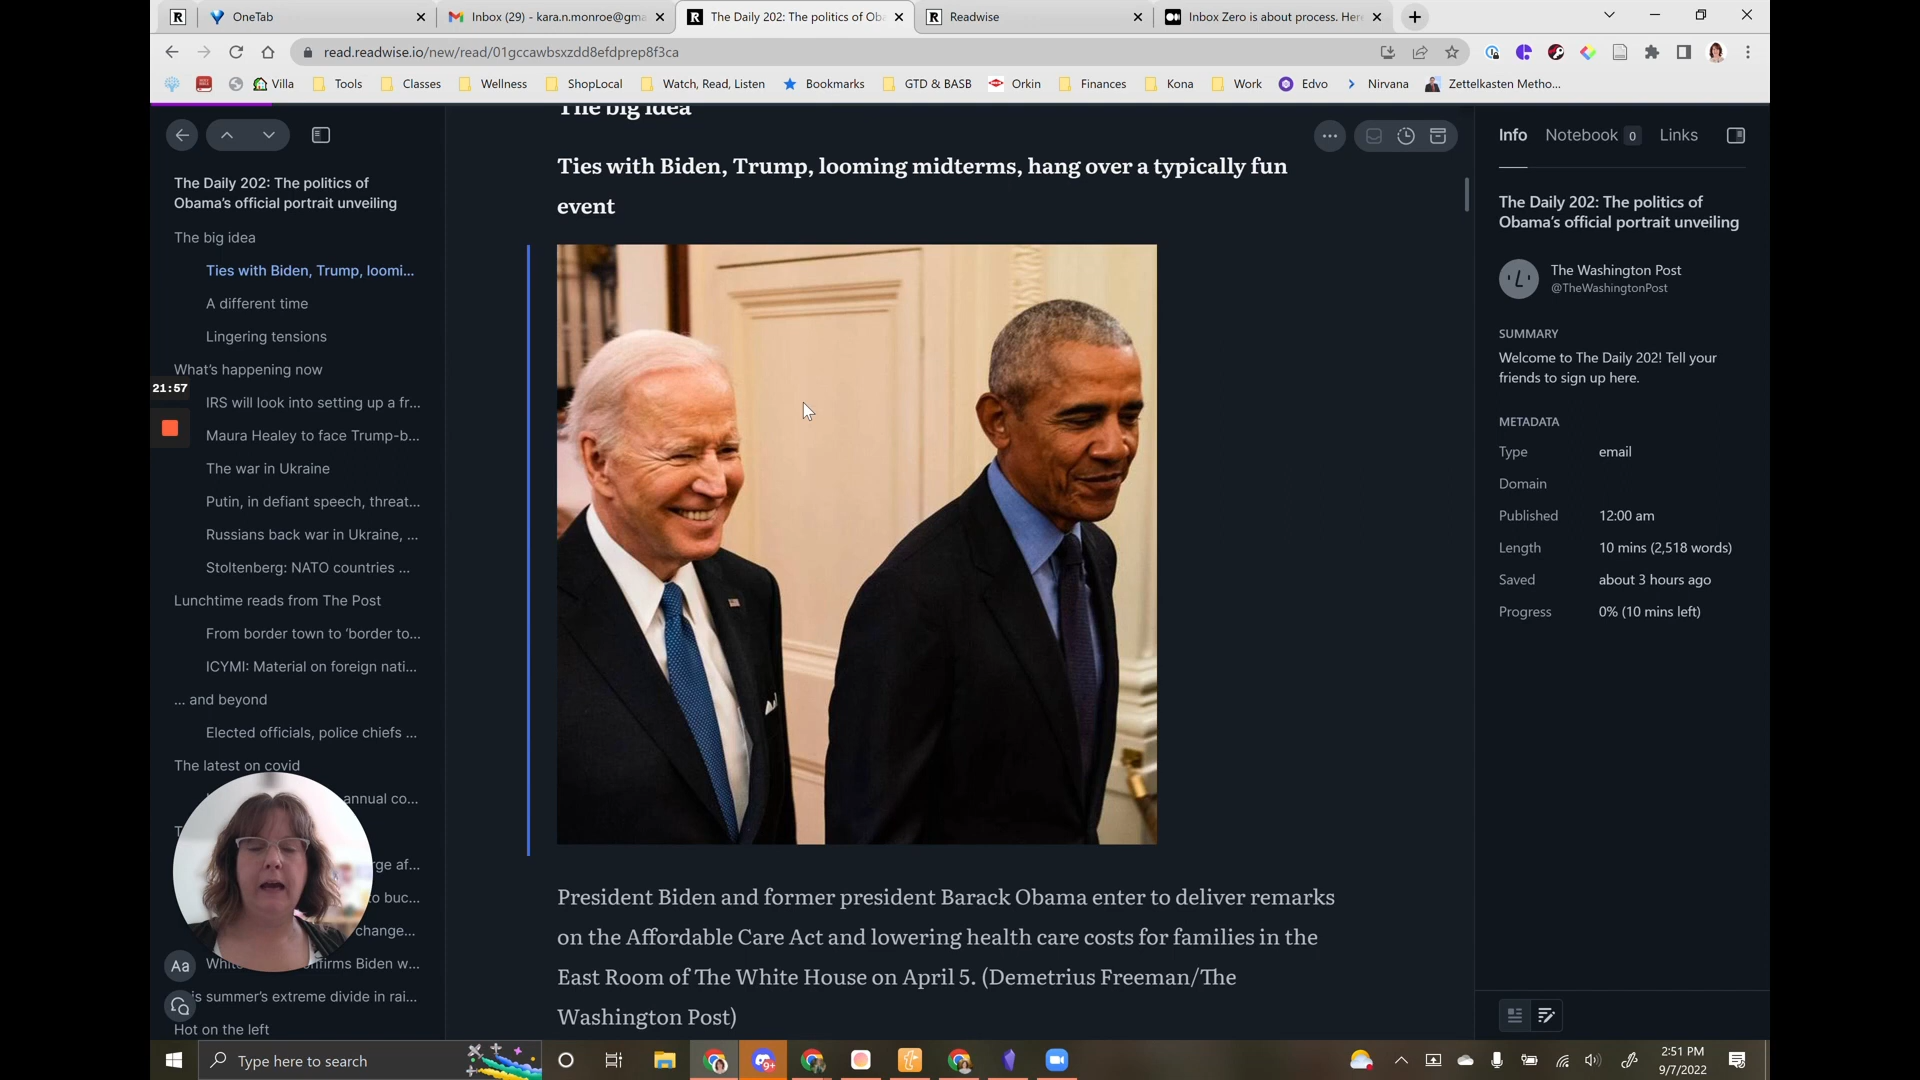 OneTab
Inbox (29) - kara.n.monroe@gma
The Daily 202: The politics of Oba
Readwise
Inbox Zero is about process. Here
read.readwise.io/new/read/01gccawbsxzdd8efdprep8f3ca
Villa
Tools
Classes
Wellness
ShopLocal
Watch, Read, Listen
Bookmarks
GTD & BASB
Orkin
Finances
Kona
Work
Edvo
Nirvana
Zettelkasten Metho...
The Daily 202: The politics of
Obama's official portrait unveiling
The big idea
Ties with Biden, Trump, loomi...
A different time
Lingering tensions
What's happening now
21:57
IRS will look into setting up a fr...
Maura Healey to face Trump-b...
The war in Ukraine
Putin, in defiant speech, threat...
Russians back war in Ukraine, ...
Stoltenberg: NATO countries ...
Lunchtime reads from The Post
From border town to 'border to...
ICYMI: Material on foreign nati...
... and beyond
Elected officials, police chiefs ...
The latest on covid
annual co...
af...
buc...
change...
Aa
Biden w...
summer's extreme divide in rai...
Hot on the left
The big idea
Ties with Biden, Trump, looming midterms, hang over a typically fun
event
President Biden and former president Barack Obama enter to deliver remarks
on the Affordable Care Act and lowering health care costs for families in the
East Room of The White House on April 5. (Demetrius Freeman/The
Washington Post)
Info
Notebook 0
Links
The Daily 202: The politics of
Obama's official portrait unveiling
The Washington Post
@TheWashingtonPost
SUMMARY
Welcome to The Daily 202! Tell your
friends to sign up here.
METADATA
Type email
Domain
Published 12:00 am
Length 10 mins (2,518 words)
Saved about 3 hours ago
Progress 0% (10 mins left)
Type here to search
9+
2:51 PM
9/7/2022